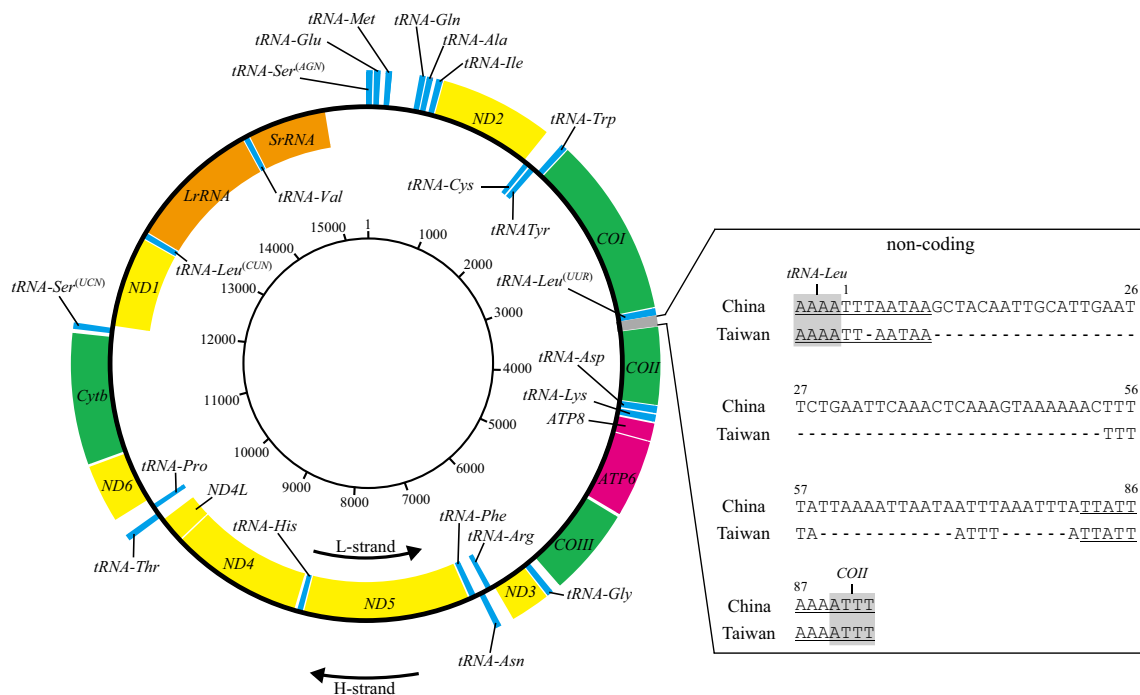 tRNA-Met
tRNA-Gln
tRNA-Glu
tRNA-Ala
tRNA-Ser(AGN)
tRNA-Ile
ND2
SrRNA
tRNA-Trp
LrRNA
tRNA-Val
tRNA-Cys
tRNATyr
COI
tRNA-Leu(CUN)
ND1
tRNA-Ser(UCN)
tRNA-Leu(UUR)
1
1000
2000
3000
4000
5000
6000
7000
8000
9000
10000
11000
12000
13000
14000
15000
COII
tRNA-Asp
tRNA-Lys
ATP8
ATP6
COIII
Cytb
ND6
tRNA-Pro
ND4L
tRNA-Thr
tRNA-His
ND4
ND5
L-strand
tRNA-Phe
tRNA-Arg
ND3
tRNA-Gly
tRNA-Asn
H-strand
non-coding
tRNA-Leu
1 26
China AAAATTTAATAAGCTACAATTGCATTGAAT
Taiwan AAAATT-AATAA------------------
27 56
China TCTGAATTCAAACTCAAAGTAAAAAACTTT
Taiwan ---------------------------TTT
57 86
China TATTAAAATTAATAATTTAAATTTATTATT
Taiwan TA------------ATTT------ATTATT
87 COII
China AAAATTT
Taiwan AAAATTT